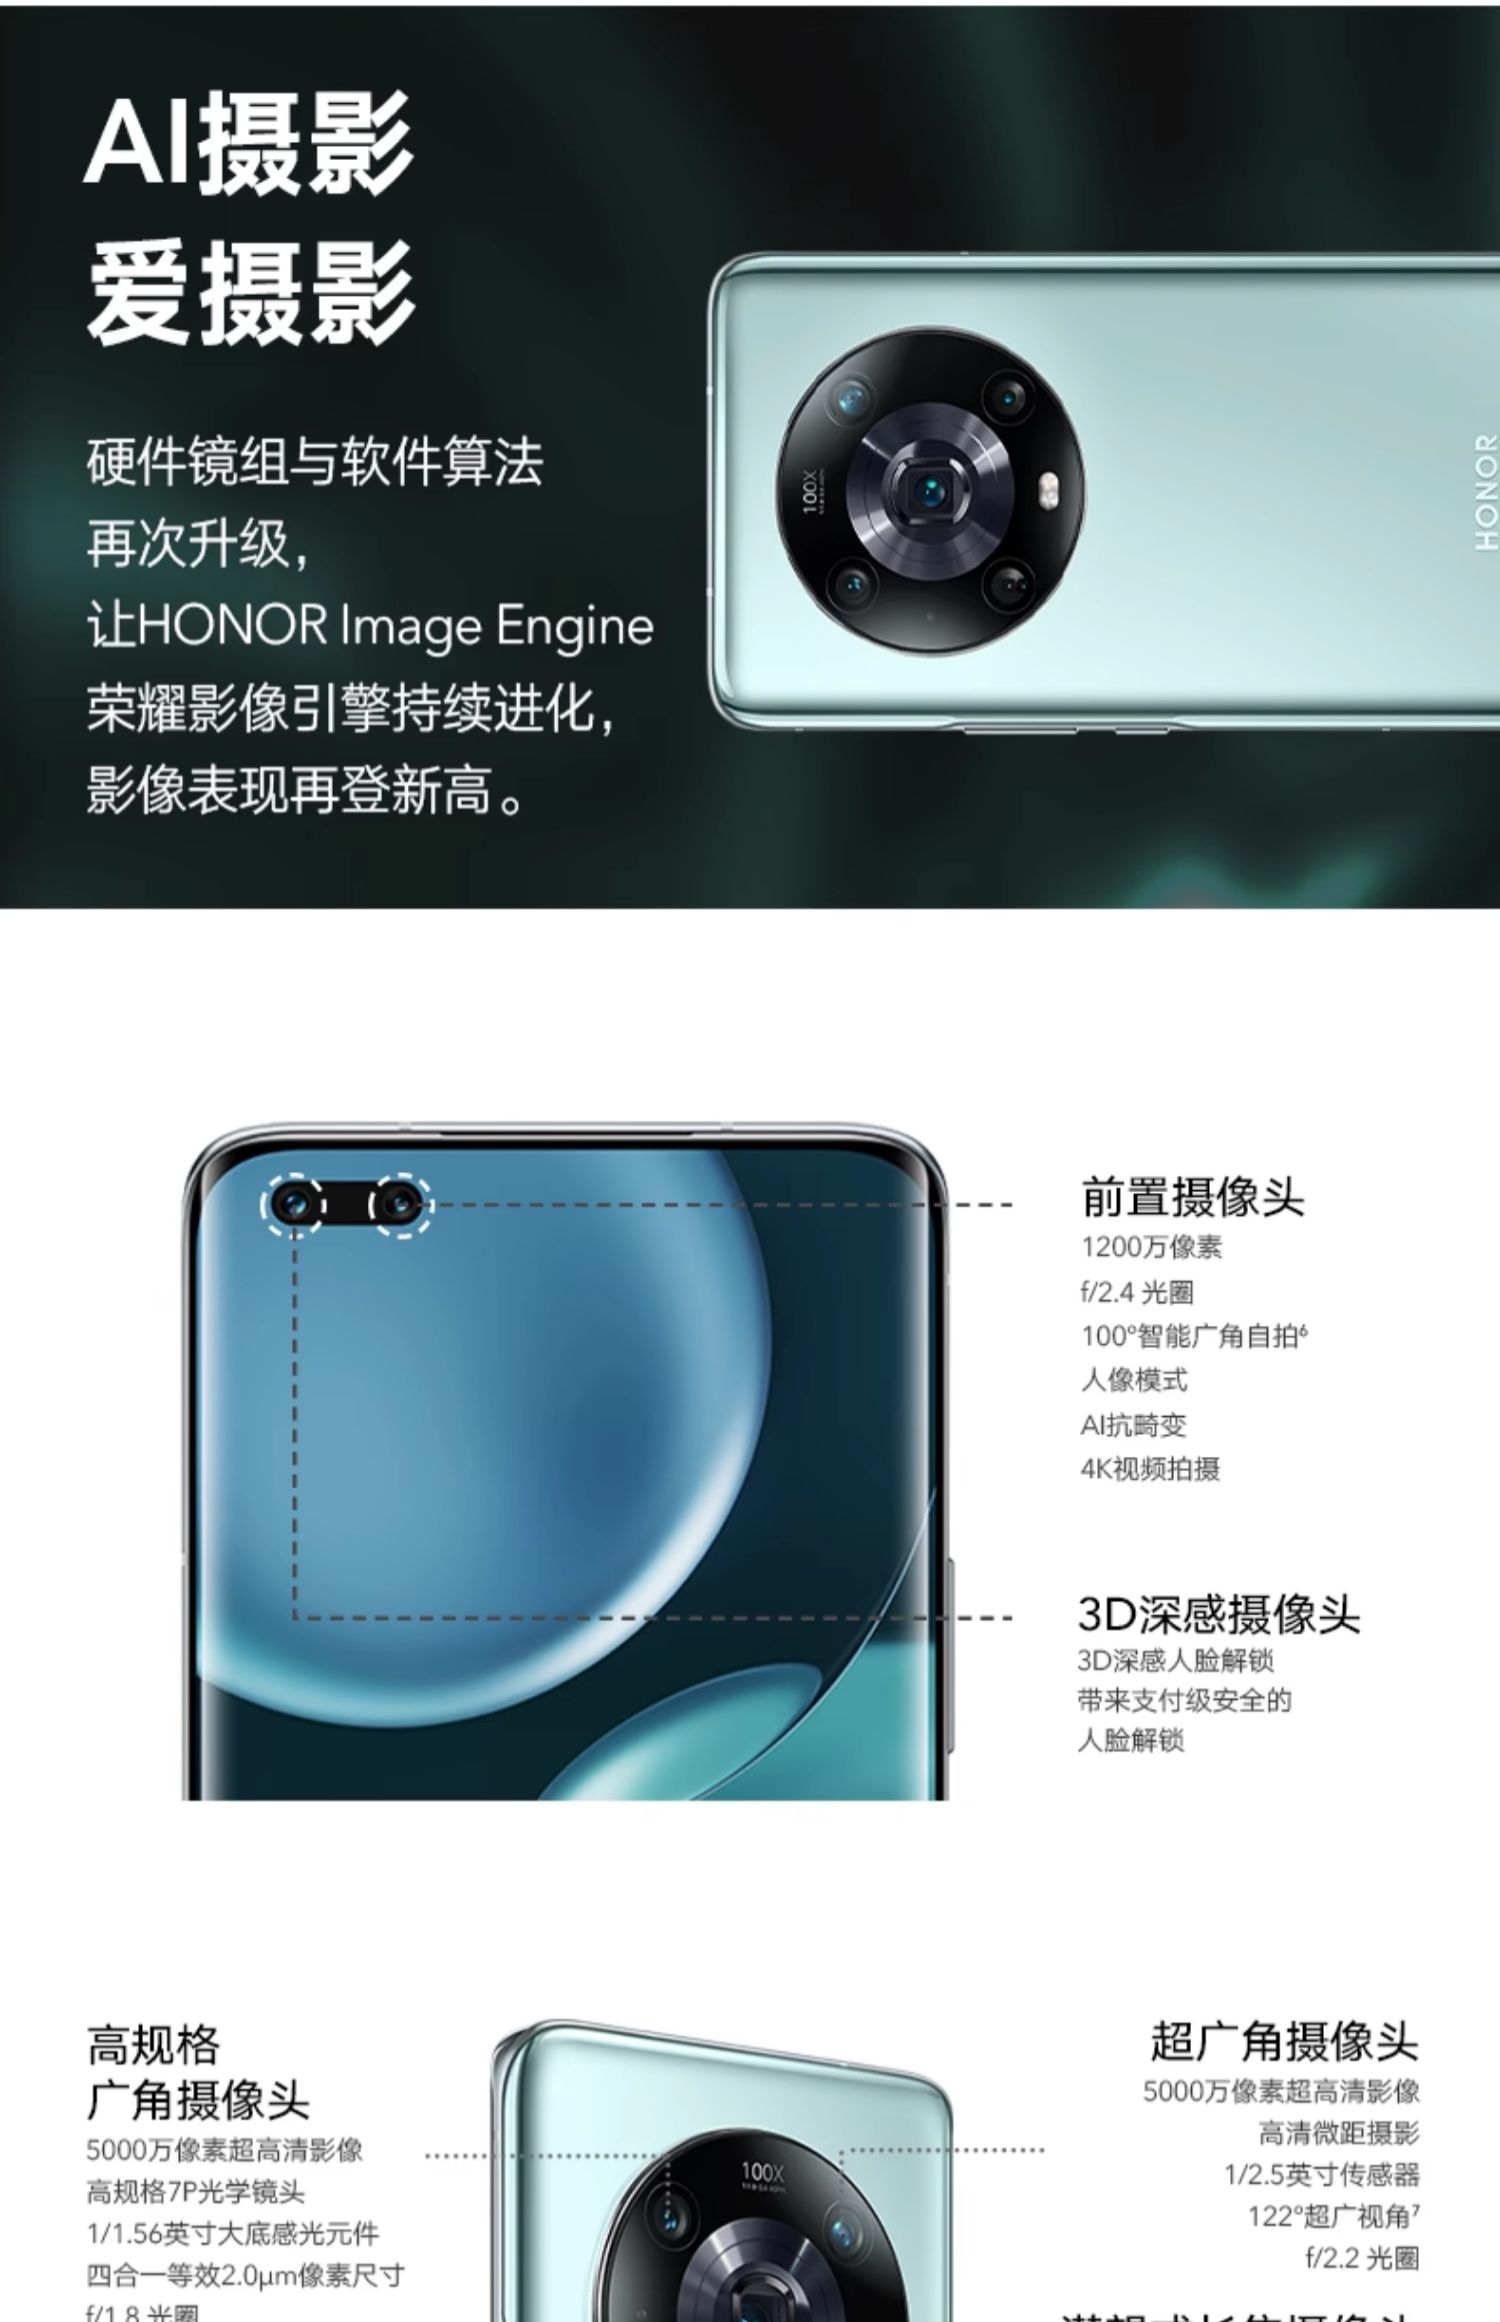 AI摄影
爱摄影
硬件镜组与软件算法
再次升级，
让HONOR Image Engine
荣耀影像引擎持续进化，
影像表现再登新高。
100X
HONOR
前置摄像头
1200万像素
f/2.4 光圈
100°智能广角自拍⁶
人像模式
AI抗畸变
4K视频拍摄
3D深感摄像头
3D深感人脸解锁
带来支付级安全的
人脸解锁
高规格
广角摄像头
5000万像素超高清影像
高规格7P光学镜头
1/1.56英寸大底感光元件
四合一等效2.0μm像素尺寸
f/1.8 光圈
100X
超广角摄像头
5000万像素超高清影像
高清微距摄影
1/2.5英寸传感器
122°超广视角⁷
f/2.2 光圈